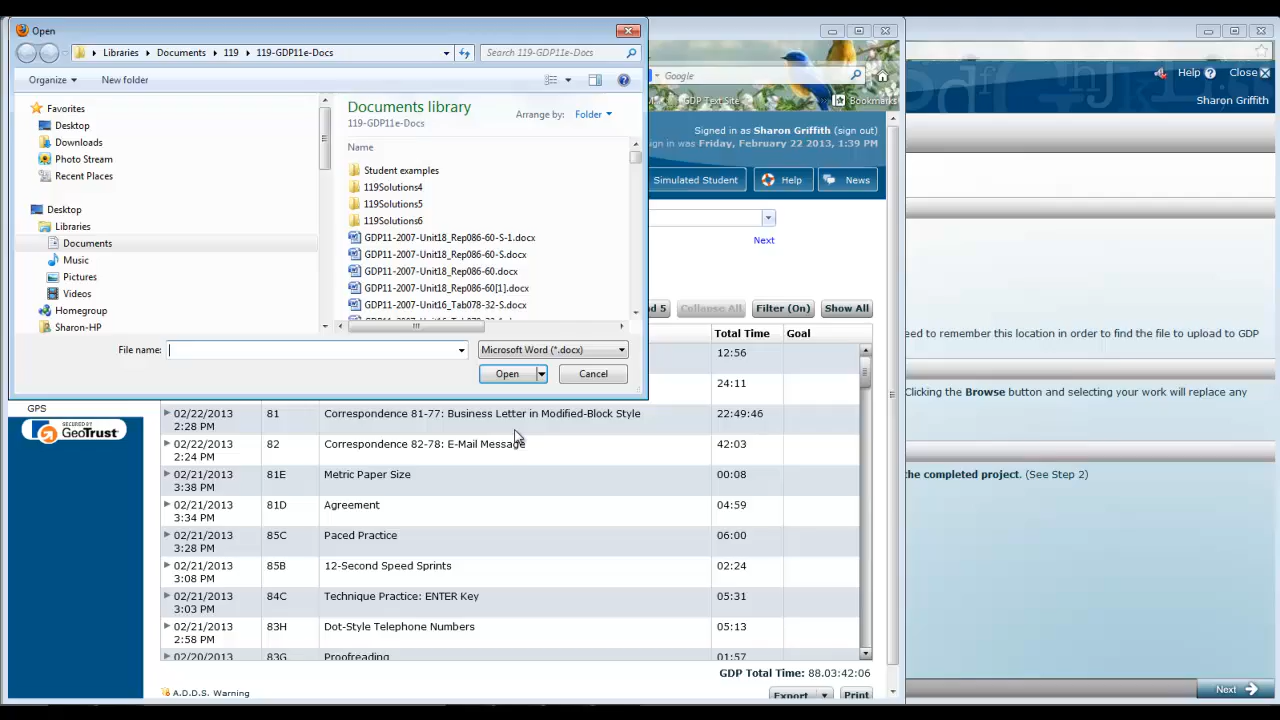 Open
Libraries Documents 119 119-GDP11e-Docs
Search 119-GDP11e-Docs
Organize
New folder
Favorites
Desktop
Downloads
Photo Stream
Recent Places
Desktop
Libraries
Documents
Music
Pictures
Videos
Homegroup
Sharon-HP
Documents library
119-GDP11e-Docs
Arrange by: Folder
Name
Student examples
119Solutions4
119Solutions5
119Solutions6
GDP11-2007-Unit18_Rep086-60-S-1.docx
GDP11-2007-Unit18_Rep086-60-S.docx
GDP11-2007-Unit18_Rep086-60.docx
GDP11-2007-Unit18_Rep086-60[1].docx
GDP11-2007-Unit16_Tab078-32-S.docx
File name:
Microsoft Word (*.docx)
Open
Cancel
Google
GDP Text Site
Bookmarks
Signed in as Sharon Griffith (sign out)
ign in was Friday, February 22 2013, 1:39 PM
Simulated Student
Help
News
Next
d 5
Collapse All
Filter (On)
Show All
Total Time
Goal
12:56
24:11
GPS
GeoTrust
02/22/2013 81 Correspondence 81-77: Business Letter in Modified-Block Style 22:49:46
2:28 PM
02/22/2013 82 Correspondence 82-78: E-Mail Message 42:03
2:24 PM
02/21/2013 81E Metric Paper Size 00:08
3:38 PM
02/21/2013 81D Agreement 04:59
3:34 PM
02/21/2013 85C Paced Practice 06:00
3:28 PM
02/21/2013 85B 12-Second Speed Sprints 02:24
3:08 PM
02/21/2013 84C Technique Practice: ENTER Key 05:31
3:03 PM
02/21/2013 83H Dot-Style Telephone Numbers 05:13
2:58 PM
02/20/2013 83G Proofreading 01:57
GDP Total Time: 88.03:42:06
A.D.D.S. Warning
Export
Print
Help
Close
Sharon Griffith
eed to remember this location in order to find the file to upload to GDP
Clicking the Browse button and selecting your work will replace any
the completed project. (See Step 2)
Next